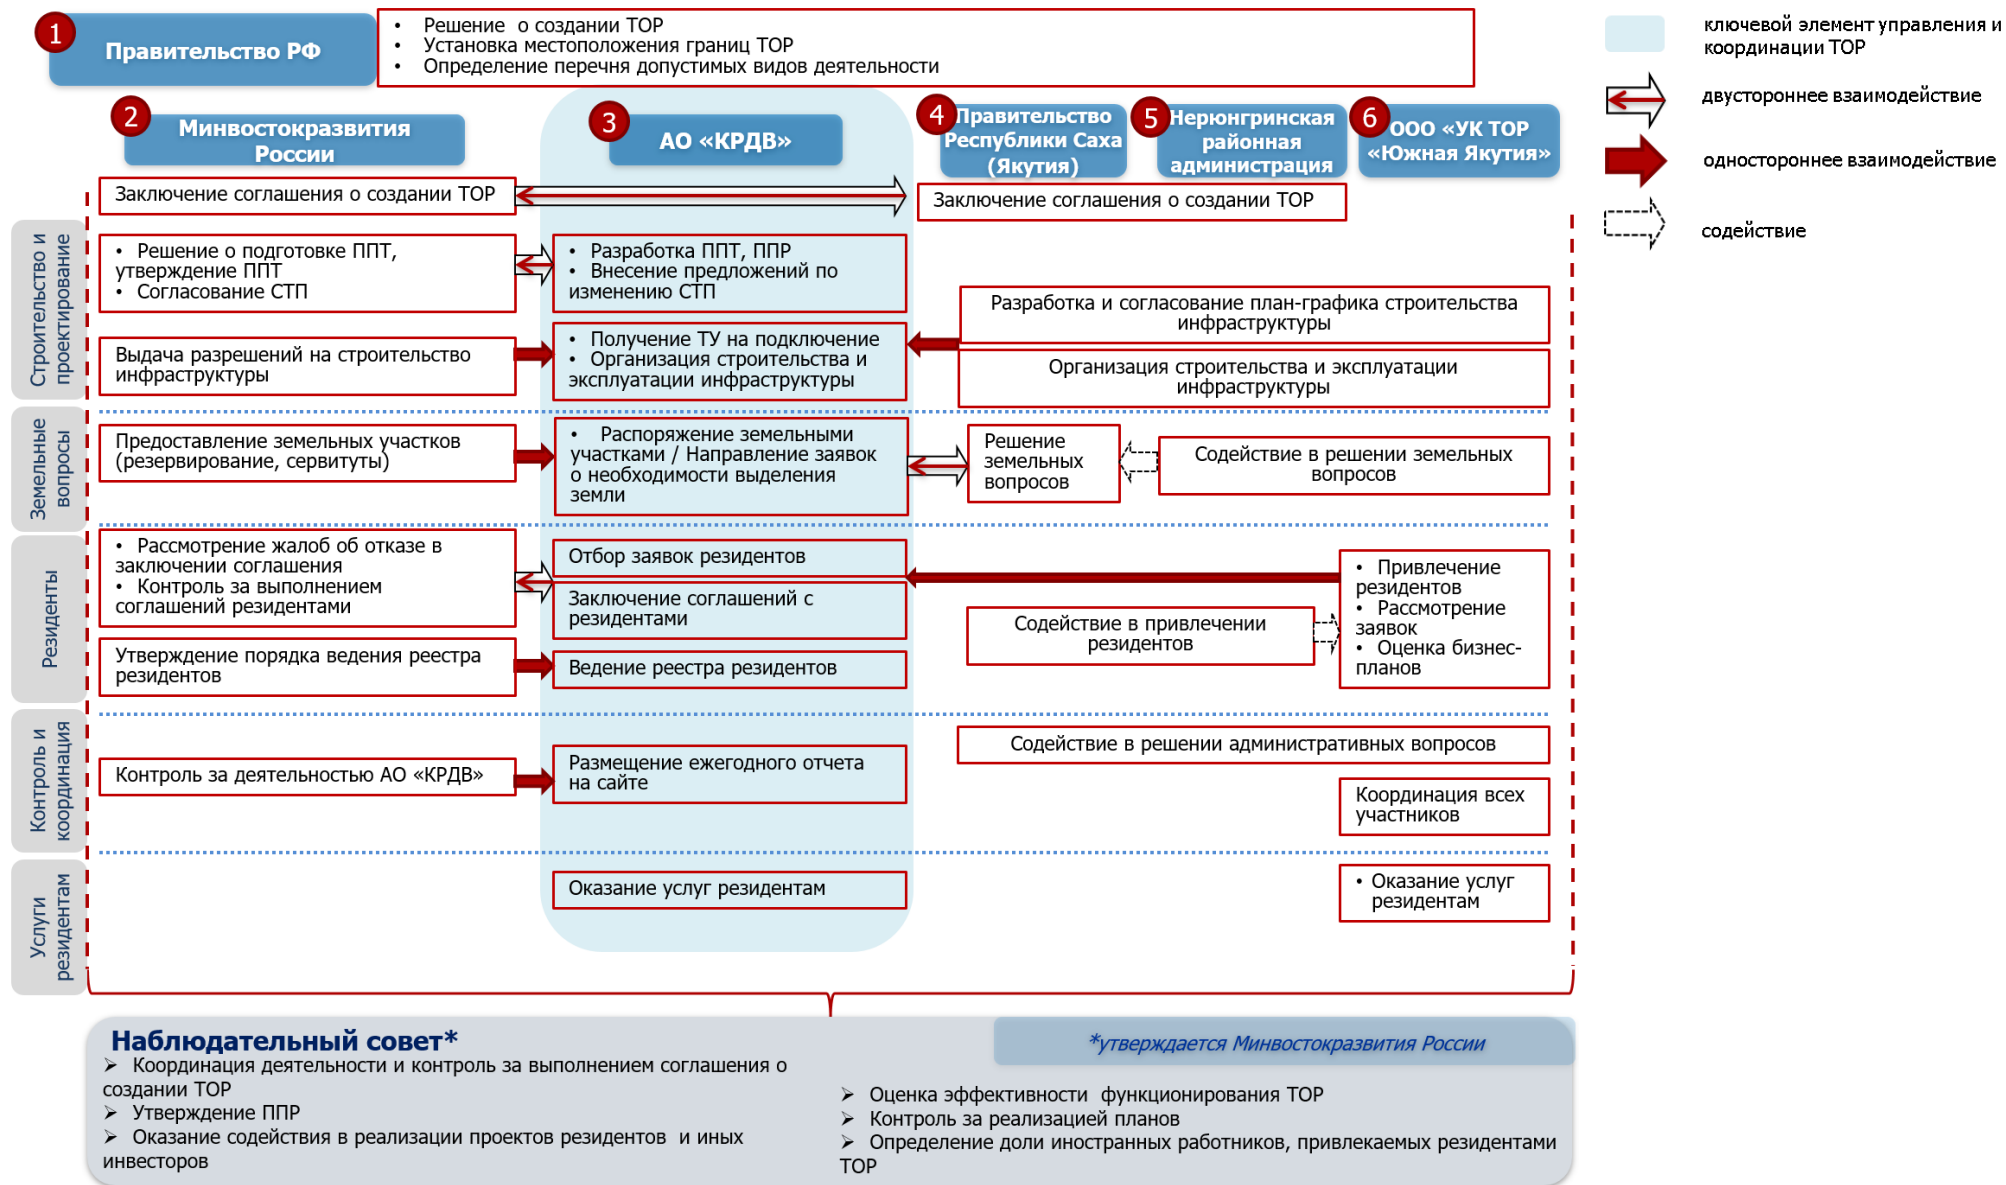 1
Правительство РФ
• Решение о создании ТОР
• Установка местоположения границ ТОР
• Определение перечня допустимых видов деятельности
ключевой элемент управления и
координации ТОР
двустороннее взаимодействие
одностороннее взаимодействие
содействие
2
Минвостокразвития
России
3
АО «КРДВ»
4
Правительство
Республики Саха
(Якутия)
5
Нерюнгринская
районная
администрация
6
ООО «УК ТОР
«Южная Якутия»
Заключение соглашения о создании ТОР
Заключение соглашения о создании ТОР
Строительство и
проектирование
• Решение о подготовке ППТ,
утверждение ППТ
• Согласование СТП
• Разработка ППТ, ППР
• Внесение предложений по
изменению СТП
Разработка и согласование план-графика строительства
инфраструктуры
Выдача разрешений на строительство
инфраструктуры
• Получение ТУ на подключение
• Организация строительства и
эксплуатации инфраструктуры
Организация строительства и эксплуатации
инфраструктуры
Земельные
вопросы
Предоставление земельных участков
(резервирование, сервитуты)
• Распоряжение земельными
участками / Направление заявок
о необходимости выделения
земли
Решение
земельных
вопросов
Содействие в решении земельных
вопросов
Резиденты
• Рассмотрение жалоб об отказе в
заключении соглашения
• Контроль за выполнением
соглашений резидентами
Отбор заявок резидентов
Заключение соглашений с
резидентами
Содействие в привлечении
резидентов
• Привлечение
резидентов
• Рассмотрение
заявок
• Оценка бизнес-
планов
Утверждение порядка ведения реестра
резидентов
Ведение реестра резидентов
Контроль и
координация
Содействие в решении административных вопросов
Контроль за деятельностью АО «КРДВ»
Размещение ежегодного отчета
на сайте
Координация всех
участников
Услуги
резидентам
Оказание услуг резидентам
• Оказание услуг
резидентам
Наблюдательный совет*
*утверждается Минвостокразвития России
➢ Координация деятельности и контроль за выполнением соглашения о
создании ТОР
➢ Утверждение ППР
➢ Оказание содействия в реализации проектов резидентов и иных
инвесторов
➢ Оценка эффективности функционирования ТОР
➢ Контроль за реализацией планов
➢ Определение доли иностранных работников, привлекаемых резидентами
ТОР